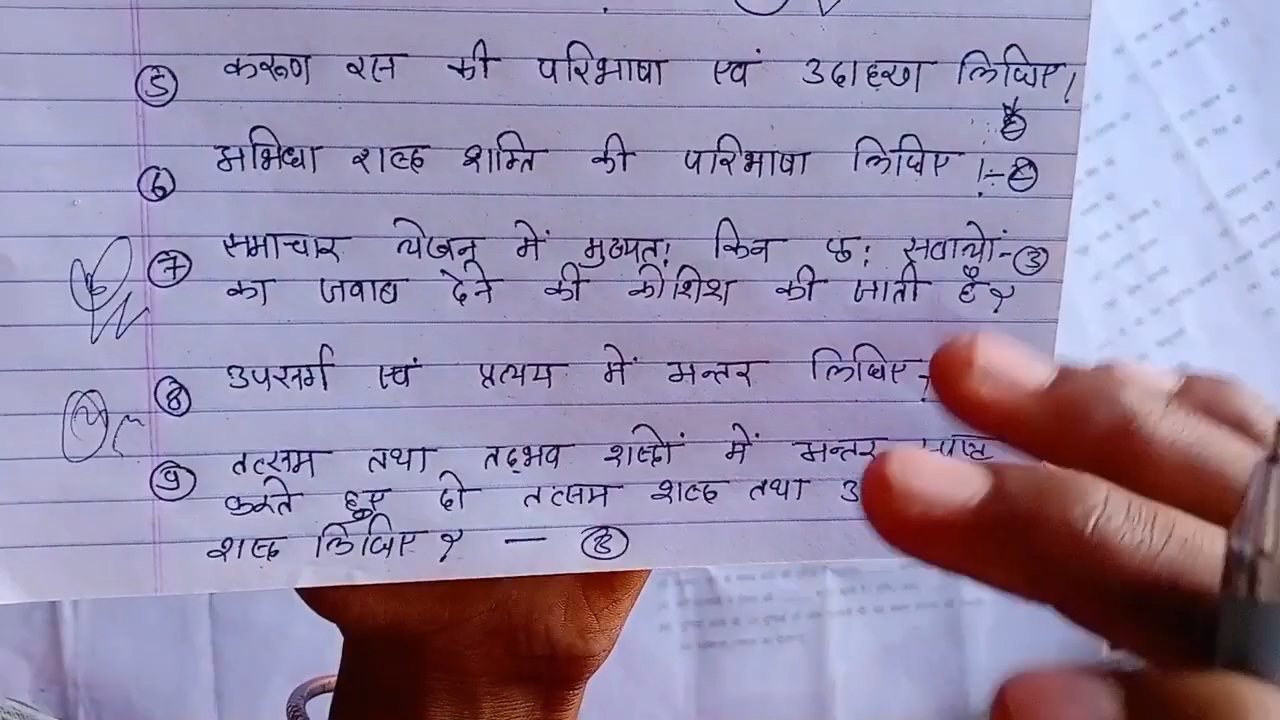 5 करूण रस की परिभाषा एवं उदाहरण लिखिए।
6 अभिधा शब्द शक्ति की परिभाषा लिखिए !-2
7 समाचार लेखन में मुख्यतः किन छ: सवालों-3
का जवाब देने की कोशिश की जाती है?
8 उपसर्ग एवं प्रत्यय में अन्तर लिखिए-
9 तत्सम तथा तद्भव शब्दों में अन्तर स्पष्ट
करते हुए दो तत्सम शब्द तथा
शब्द लिखिए? —